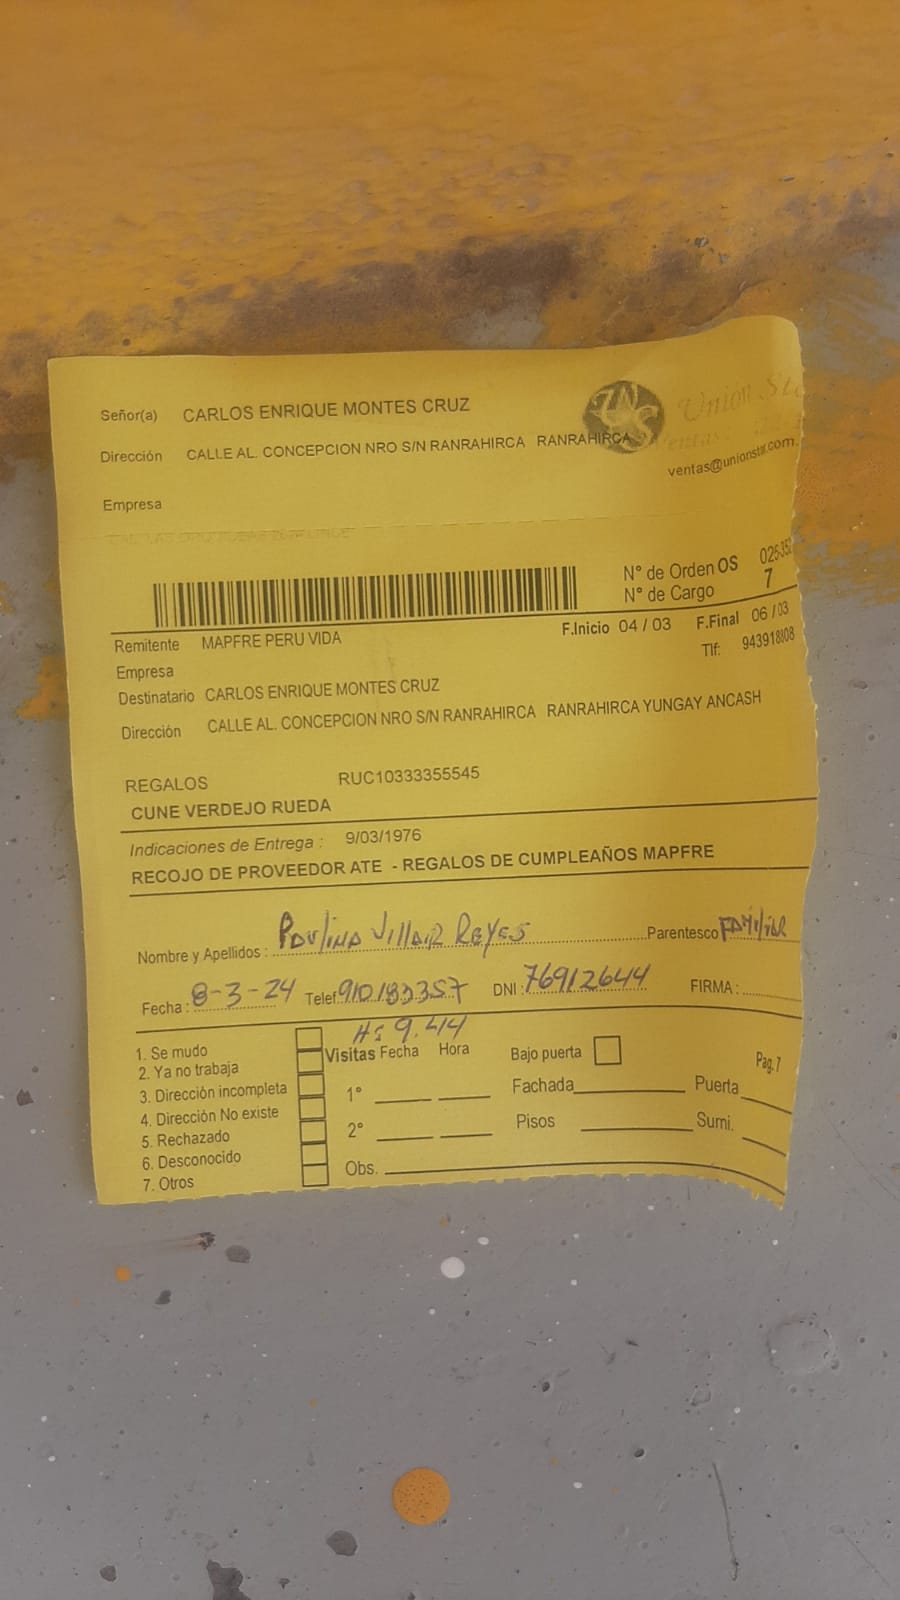 Señor(a) CARLOS ENRIQUE MONTES CRUZ
Dirección CALLE AL. CONCEPCION NRO S/N RANRAHIRCA RANRAHIRCA
Union
ventas@unionstar.com.
Empresa
N° de Orden OS 025352
N° de Cargo 7
Remitente MAPFRE PERU VIDA
F.Inicio 04 / 03 F.Final 06 / 03
Empresa
Tlf: 943918808
Destinatario CARLOS ENRIQUE MONTES CRUZ
Dirección CALLE AL. CONCEPCION NRO S/N RANRAHIRCA RANRAHIRCA YUNGAY ANCASH
REGALOS RUC10333355545
CUNE VERDEJO RUEDA
Indicaciones de Entrega : 9/03/1976
RECOJO DE PROVEEDOR ATE - REGALOS DE CUMPLEAÑOS MAPFRE
Nombre y Apellidos : Paulina Villar Reyes Parentesco Familiar
Fecha : 8-3-24 Telef 910183357 DNI : 76912644 FIRMA :
H: 9.44
1. Se mudo
2. Ya no trabaja
3. Dirección incompleta
4. Dirección No existe
5. Rechazado
6. Desconocido
7. Otros
Visitas Fecha Hora
1°
2°
Obs.
Bajo puerta
Pag. 7
Fachada Puerta
Pisos Sumi.